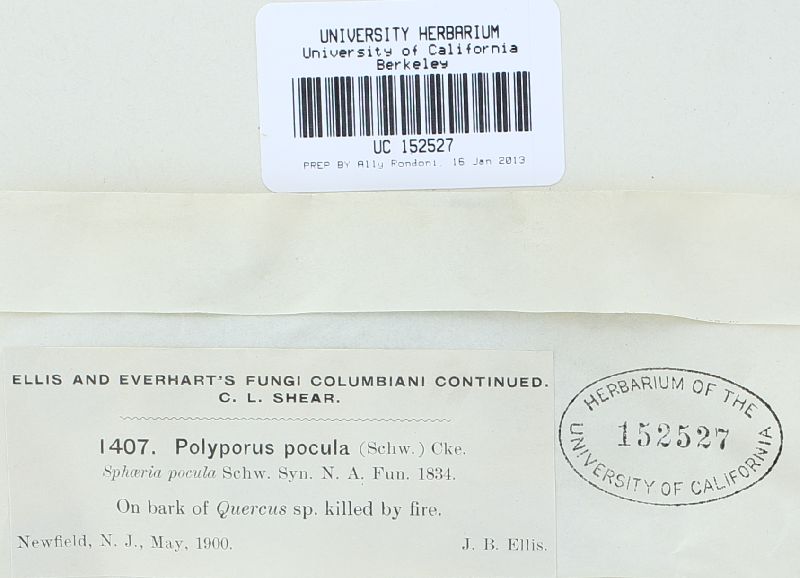 UNIVERSITY HERBARIUM
University of California
Berkeley
UC 152527
PREP BY Ally Rondoni, 16 Jan 2013
ELLIS AND EVERHART'S FUNGI COLUMBIANI CONTINUED.
C. L. SHEAR.
1407. Polyporus pocula (Schw.) Cke.
Sphæria pocula Schw. Syn. N. A. Fun. 1834.
On bark of Quercus sp. killed by fire.
Newfield, N. J., May, 1900. J. B. Ellis.
HERBARIUM OF THE
152527
UNIVERSITY OF CALIFORNIA